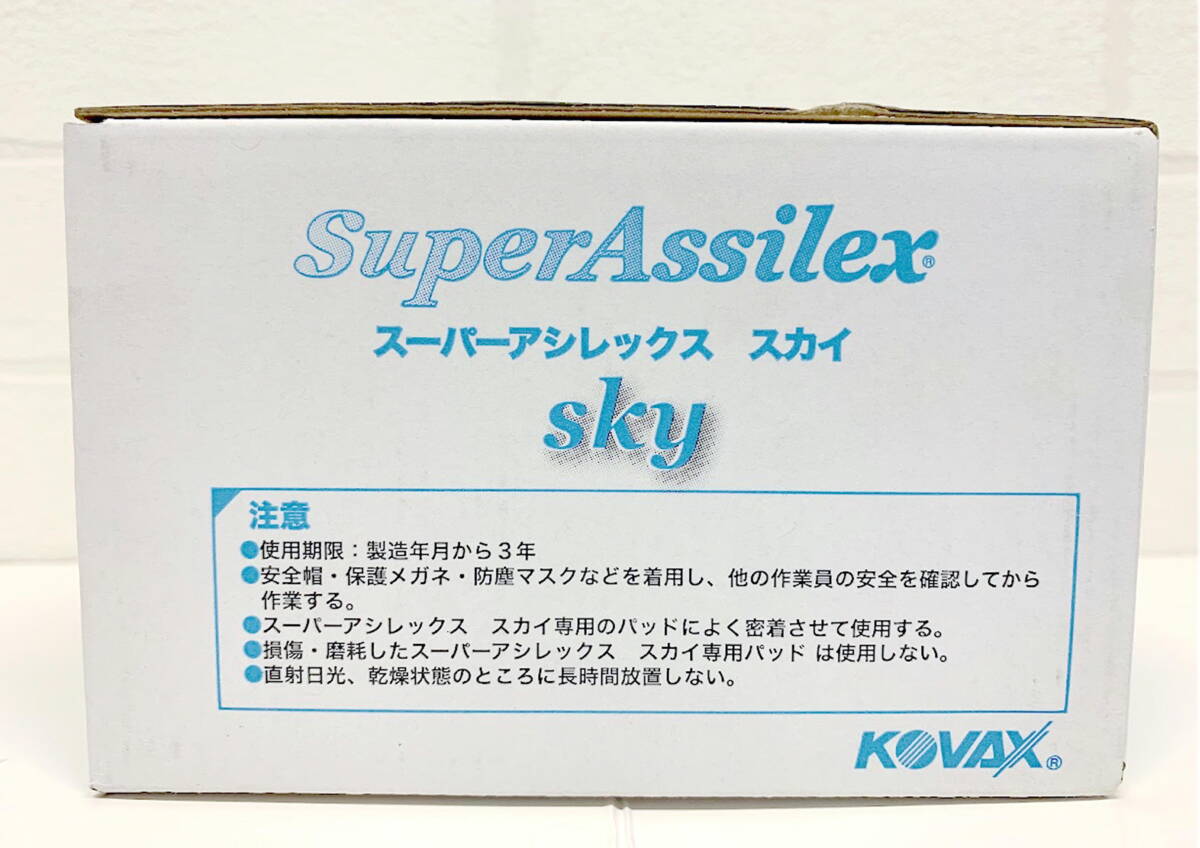 SuperAssilex®
スーパーアシレックス　スカイ
sky
注意
●使用期限：製造年月から３年
●安全帽・保護メガネ・防塵マスクなどを着用し、他の作業員の安全を確認してから
作業する。
●スーパーアシレックス　スカイ専用のパッドによく密着させて使用する。
●損傷・磨耗したスーパーアシレックス　スカイ専用パッド は使用しない。
●直射日光、乾燥状態のところに長時間放置しない。
KOVAX®